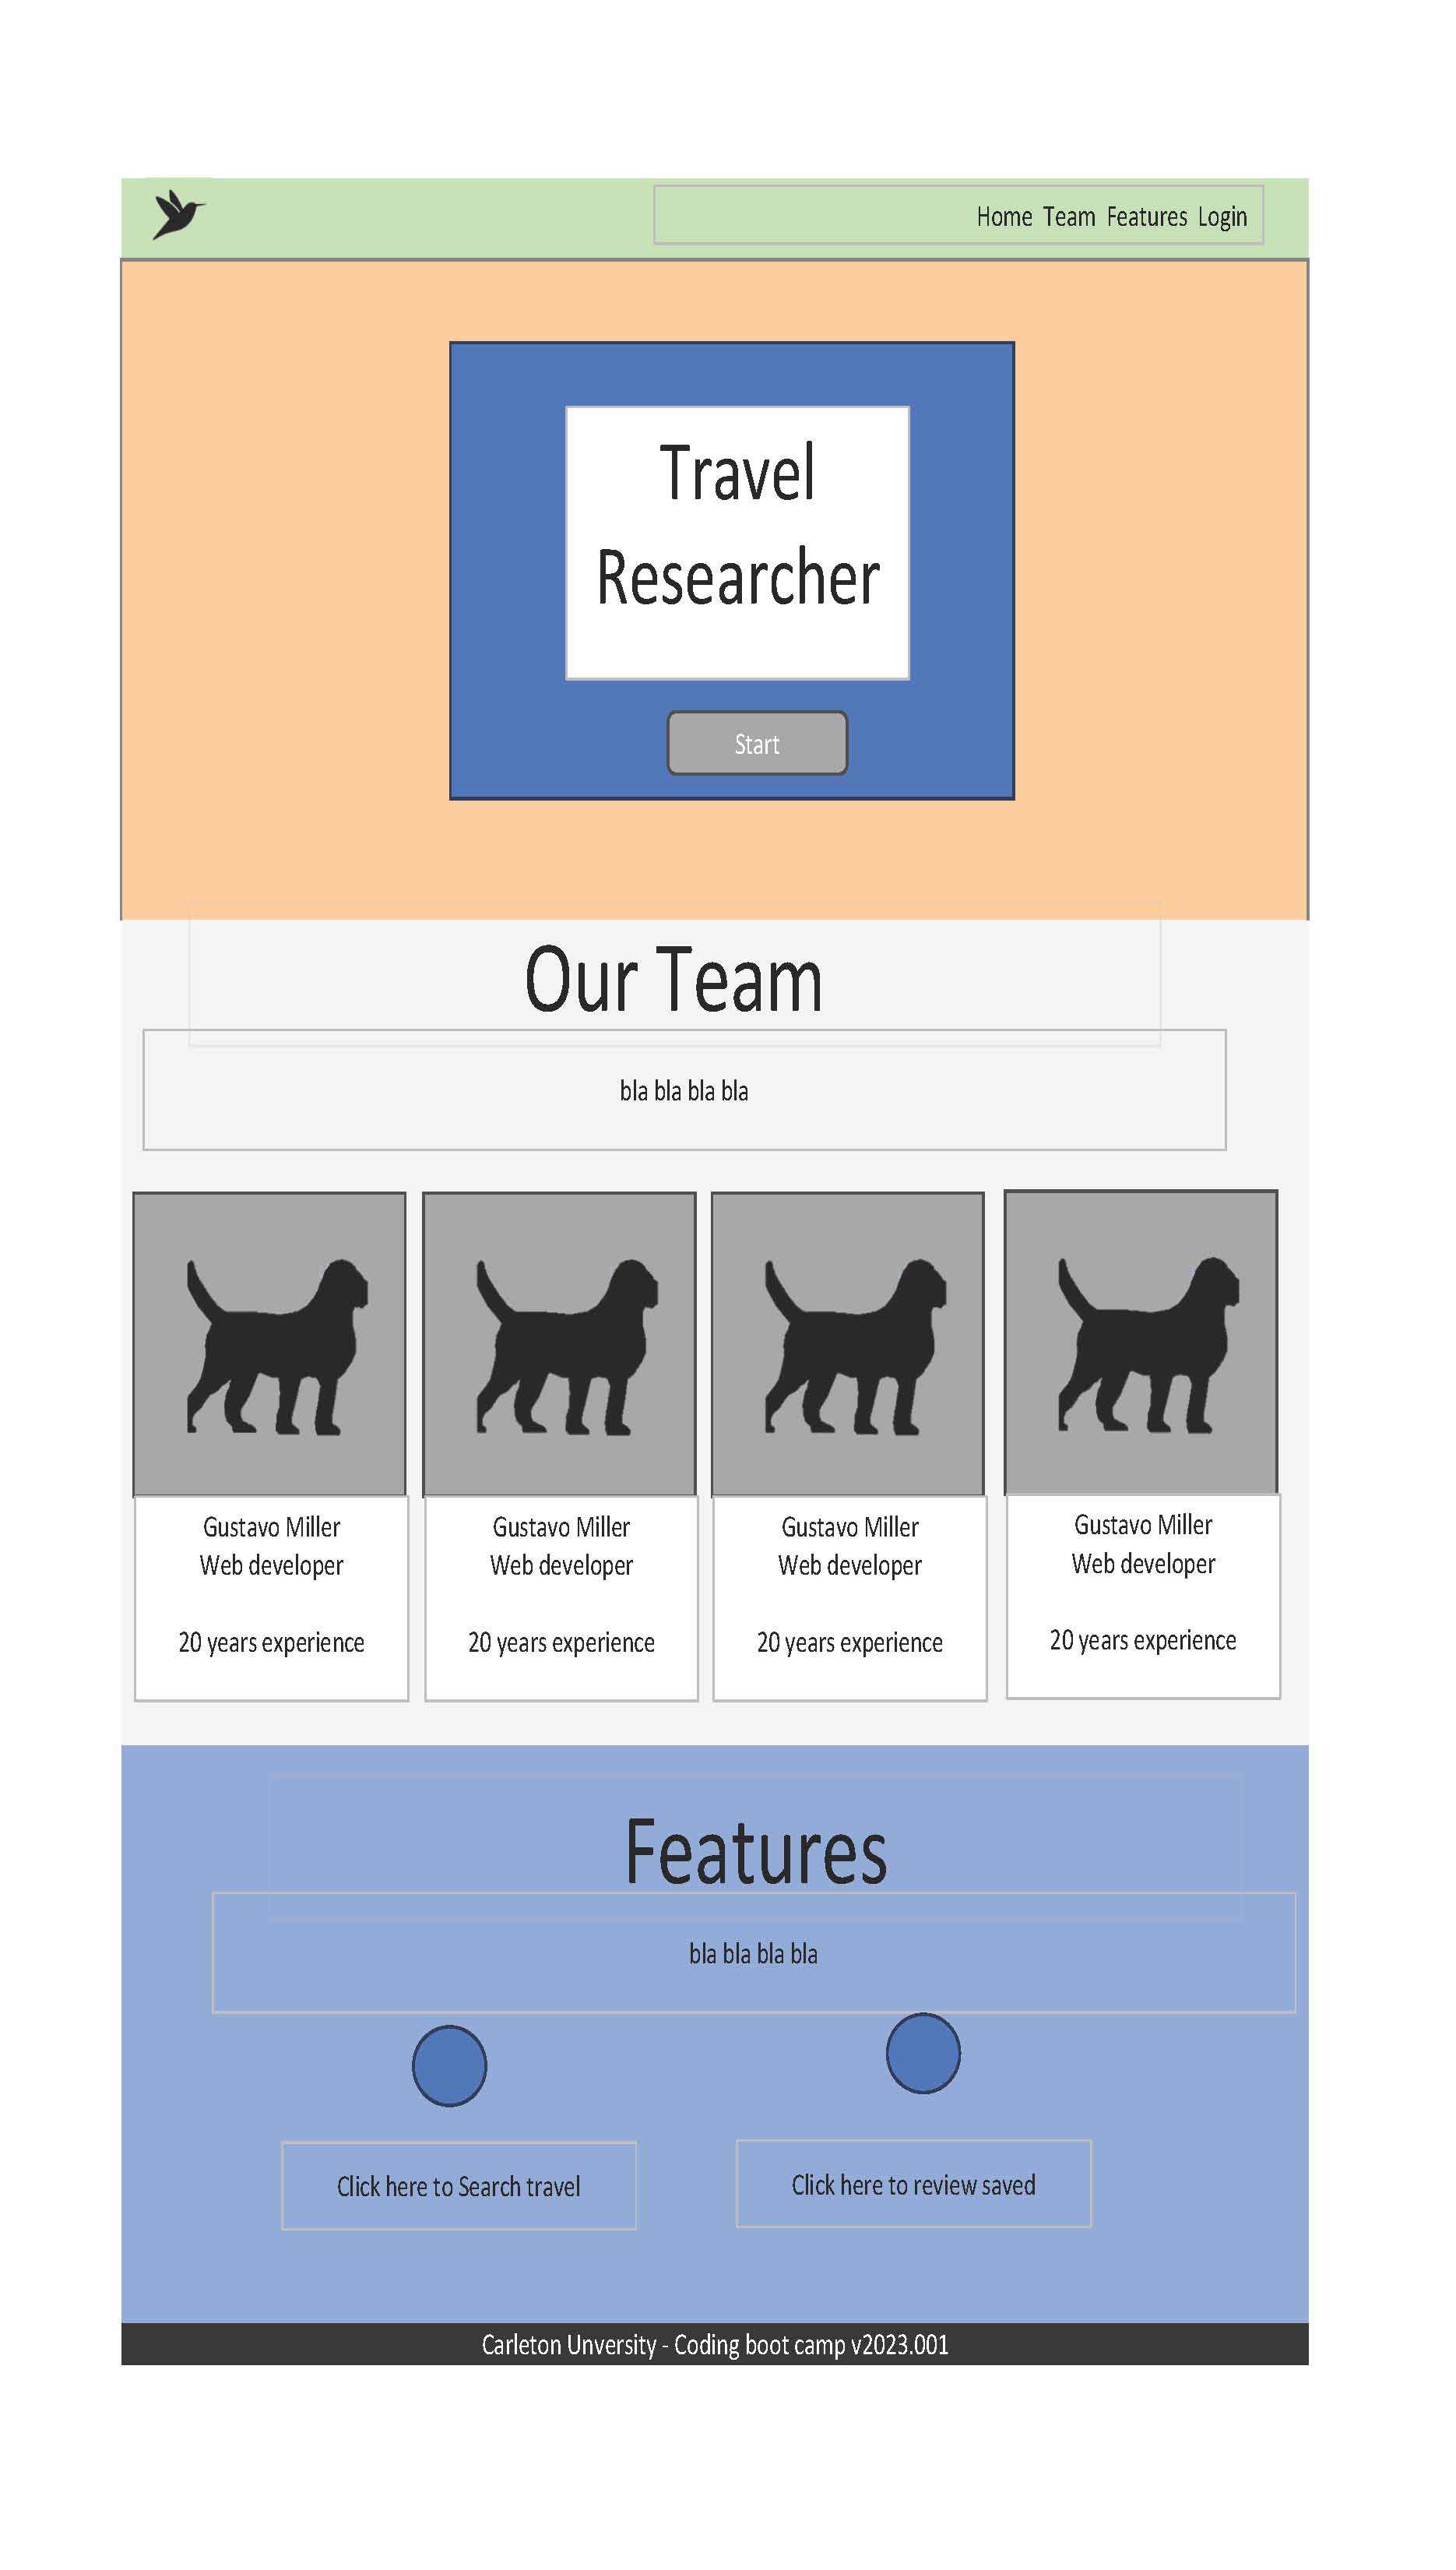 Home Team Features Login
Travel
Researcher
Start
Our Team
bla bla bla bla
Gustavo Miller
Web developer
20 years experience
Gustavo Miller
Web developer
20 years experience
Gustavo Miller
Web developer
20 years experience
Gustavo Miller
Web developer
20 years experience
Features
bla bla bla bla
Click here to Search travel
Click here to review saved
Carleton Unversity - Coding boot camp v2023.001